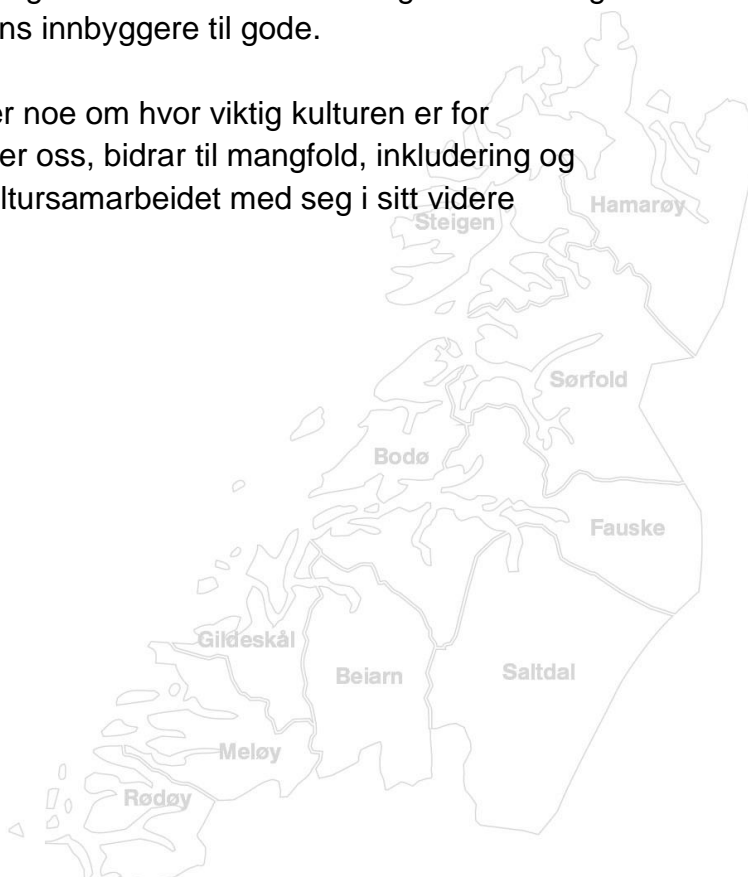 ns innbyggere til gode.
er noe om hvor viktig kulturen er for
er oss, bidrar til mangfold, inkludering og
ltursamarbeidet med seg i sitt videre
Hamarøy
Steigen
Sørfold
Bodø
Fauske
Gildeskål
Beiarn
Saltdal
Meløy
Rødøy